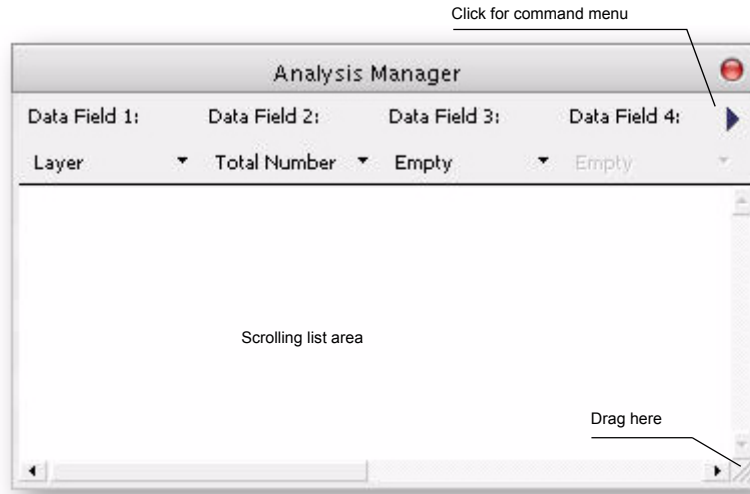 Click for command menu
Analysis Manager
Data Field 1: Data Field 2: Data Field 3: Data Field 4:
Layer Total Number Empty Empty
Scrolling list area
Drag here